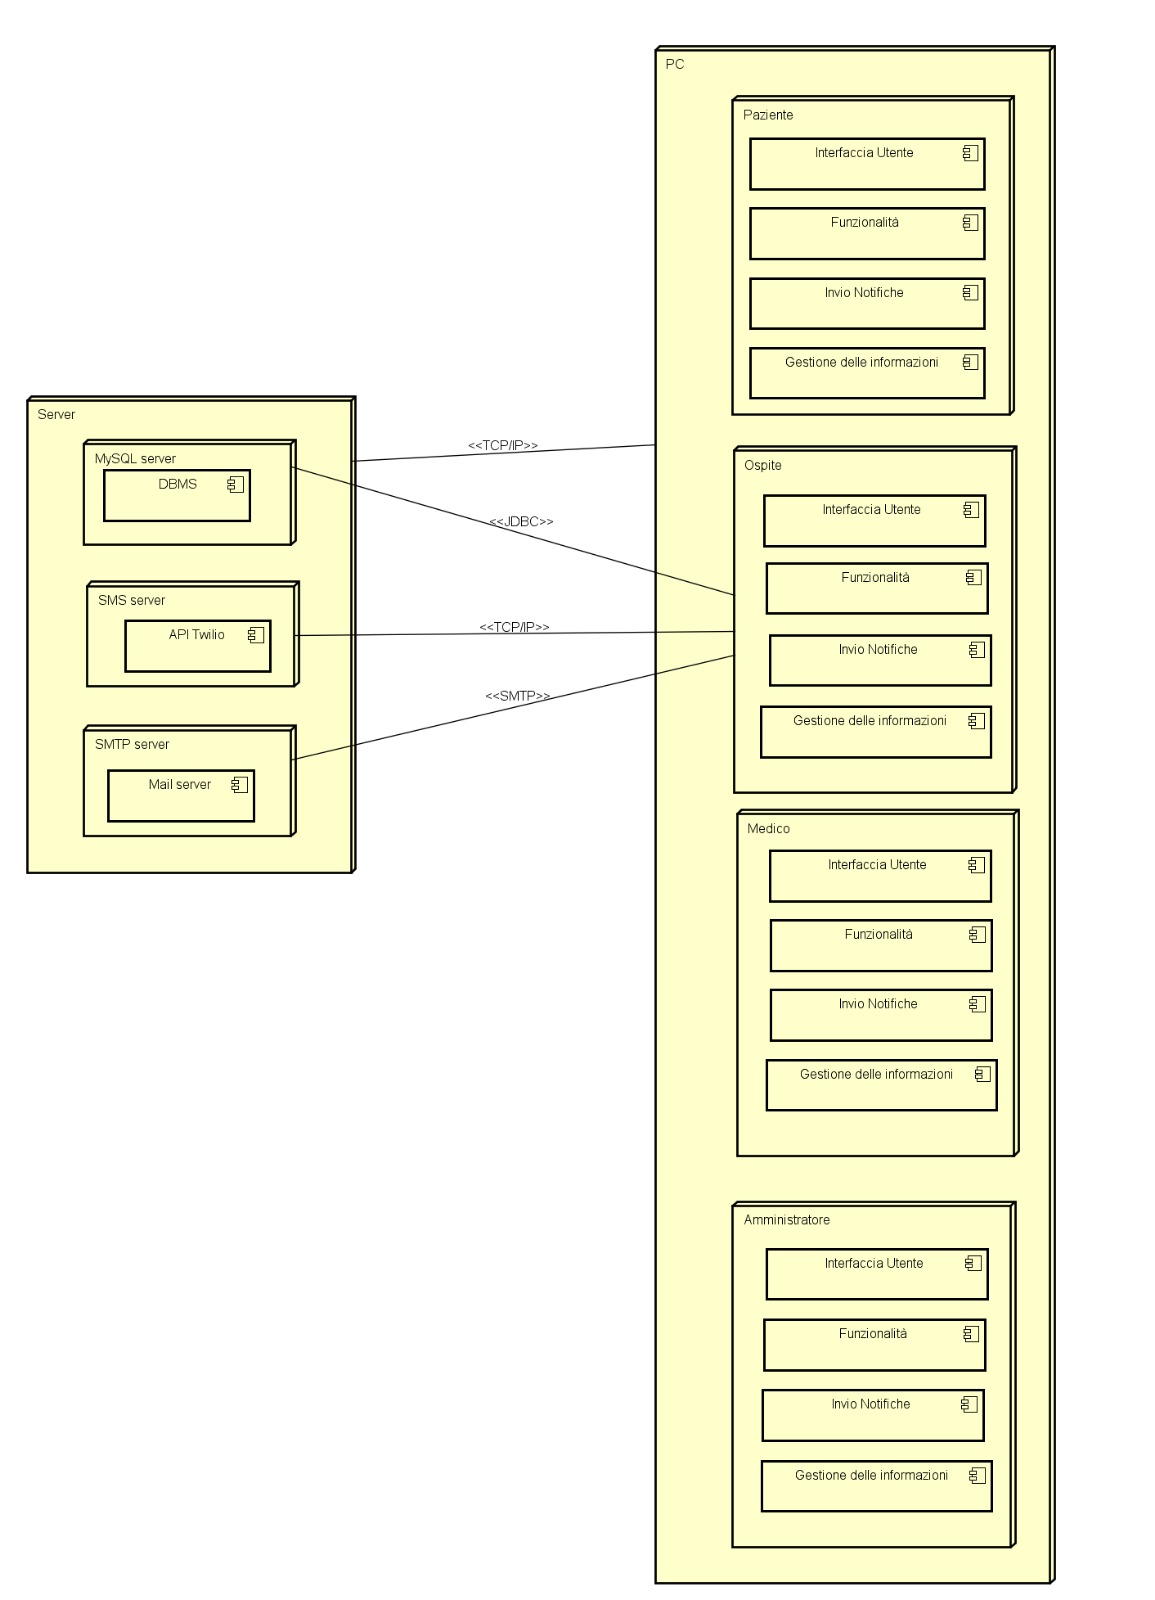 PC
Paziente
Interfaccia Utente
Funzionalità
Invio Notifiche
Gestione delle informazioni
Server
MySQL server
DBMS
SMS server
API Twilio
SMTP server
Mail server
<<TCP/IP>>
<<JDBC>>
<<TCP/IP>>
<<SMTP>>
Ospite
Interfaccia Utente
Funzionalità
Invio Notifiche
Gestione delle informazioni
Medico
Interfaccia Utente
Funzionalità
Invio Notifiche
Gestione delle informazioni
Amministratore
Interfaccia Utente
Funzionalità
Invio Notifiche
Gestione delle informazioni